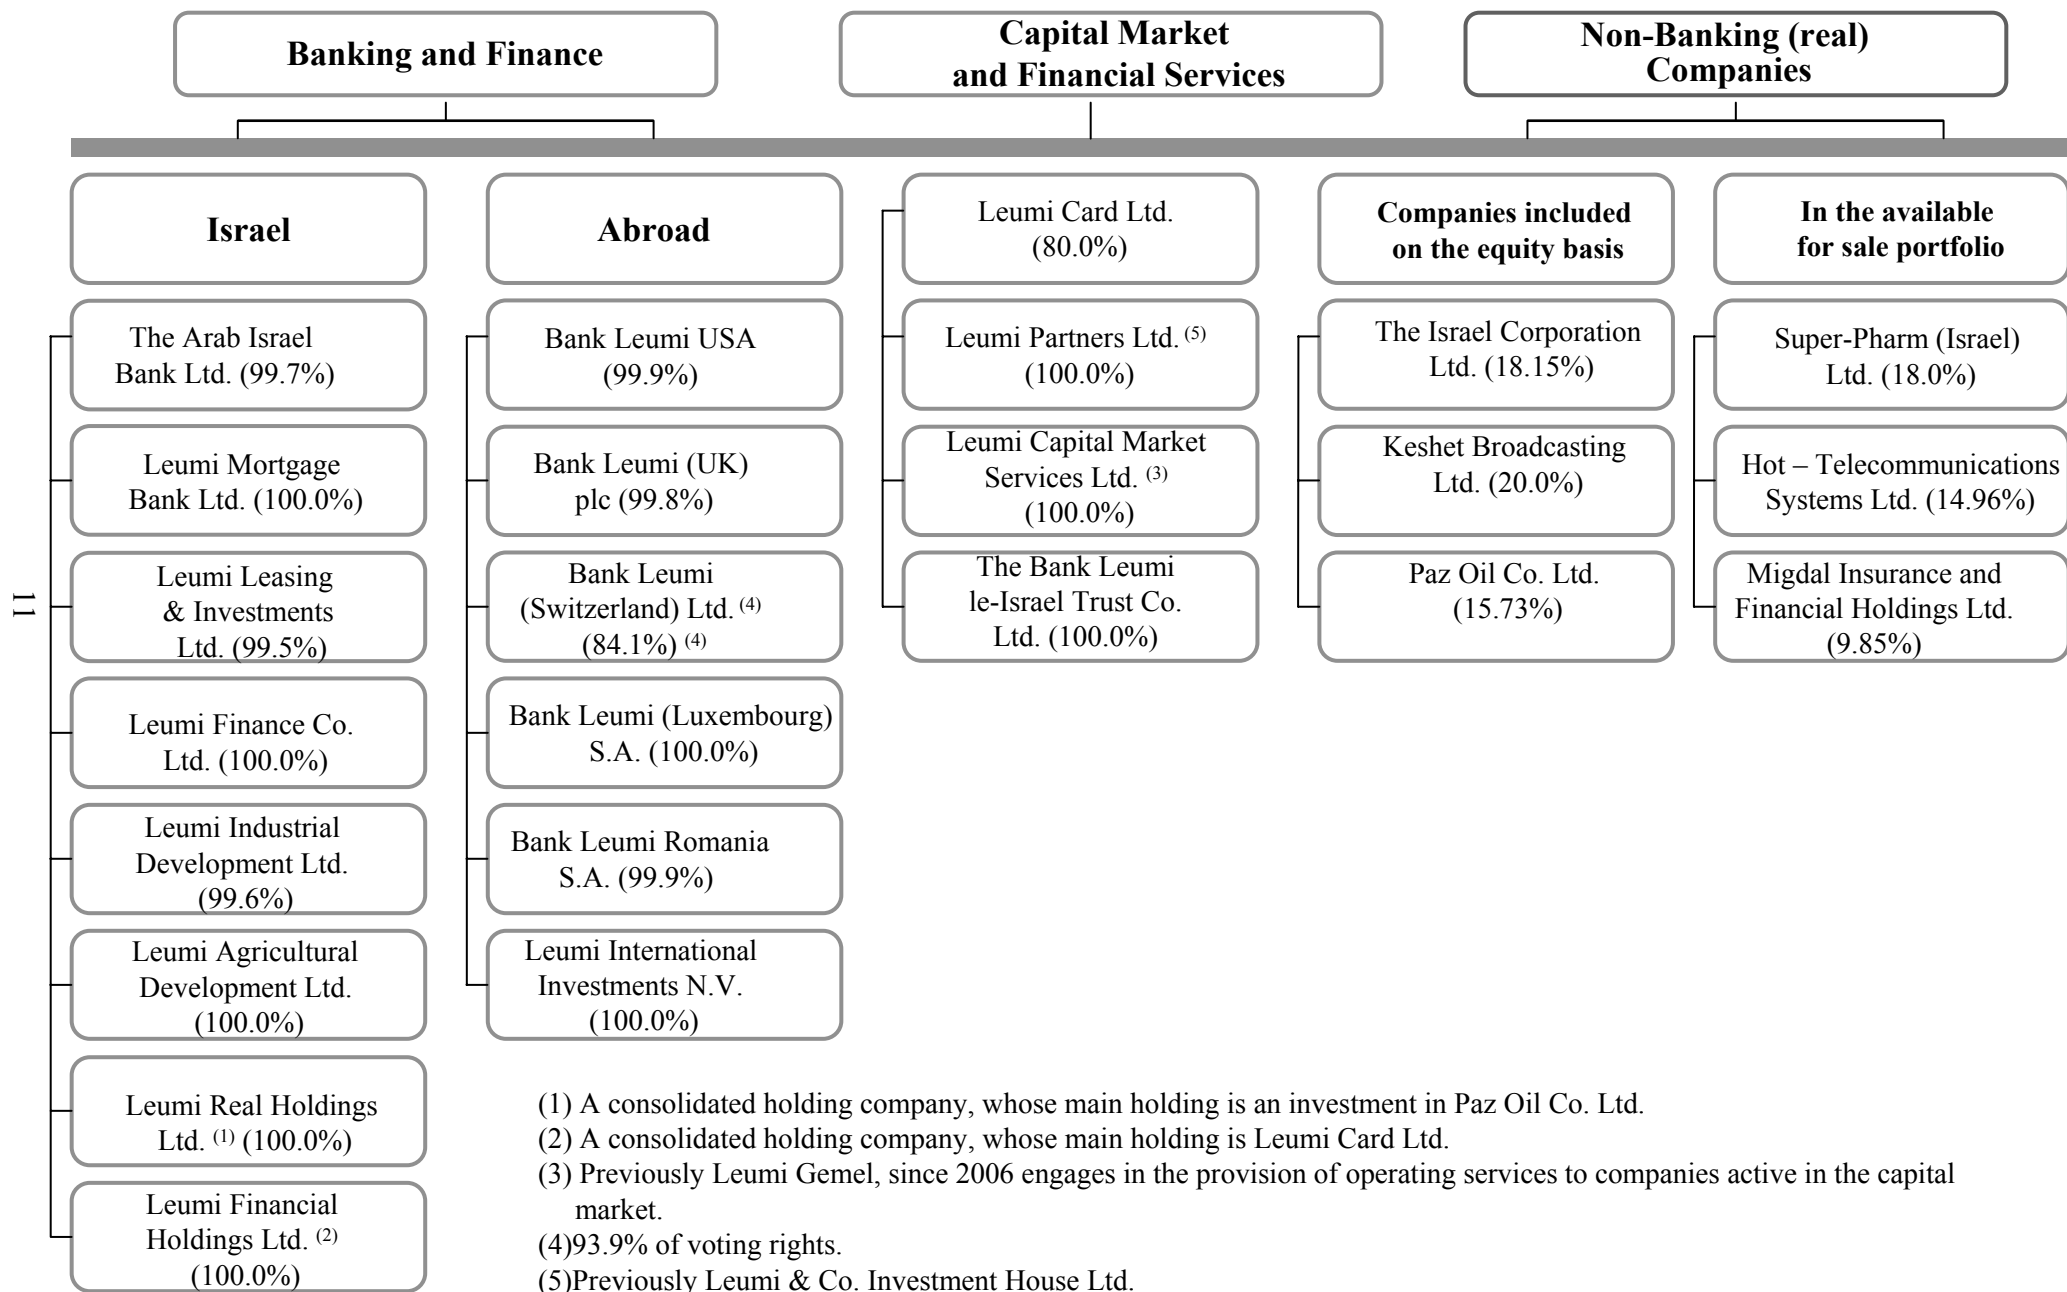 Banking and Finance
Capital Market
and Financial Services
Non-Banking (real)
Companies
Israel
The Arab Israel
Bank Ltd. (99.7%)
Leumi Mortgage
Bank Ltd. (100.0%)
Leumi Leasing
& Investments
Ltd. (99.5%)
Leumi Finance Co.
Ltd. (100.0%)
Leumi Industrial
Development Ltd.
(99.6%)
Leumi Agricultural
Development Ltd.
(100.0%)
Leumi Real Holdings
Ltd. (1) (100.0%)
Leumi Financial
Holdings Ltd. (2)
(100.0%)
Abroad
Bank Leumi USA
(99.9%)
Bank Leumi (UK)
plc (99.8%)
Bank Leumi
(Switzerland) Ltd. (4)
(84.1%) (4)
Bank Leumi (Luxembourg)
S.A. (100.0%)
Bank Leumi Romania
S.A. (99.9%)
Leumi International
Investments N.V.
(100.0%)
Leumi Card Ltd.
(80.0%)
Leumi Partners Ltd. (5)
(100.0%)
Leumi Capital Market
Services Ltd. (3)
(100.0%)
The Bank Leumi
le-Israel Trust Co.
Ltd. (100.0%)
Companies included
on the equity basis
The Israel Corporation
Ltd. (18.15%)
Keshet Broadcasting
Ltd. (20.0%)
Paz Oil Co. Ltd.
(15.73%)
In the available
for sale portfolio
Super-Pharm (Israel)
Ltd. (18.0%)
Hot – Telecommunications
Systems Ltd. (14.96%)
Migdal Insurance and
Financial Holdings Ltd.
(9.85%)
(1) A consolidated holding company, whose main holding is an investment in Paz Oil Co. Ltd.
(2) A consolidated holding company, whose main holding is Leumi Card Ltd.
(3) Previously Leumi Gemel, since 2006 engages in the provision of operating services to companies active in the capital
market.
(4)93.9% of voting rights.
(5)Previously Leumi & Co. Investment House Ltd.
11